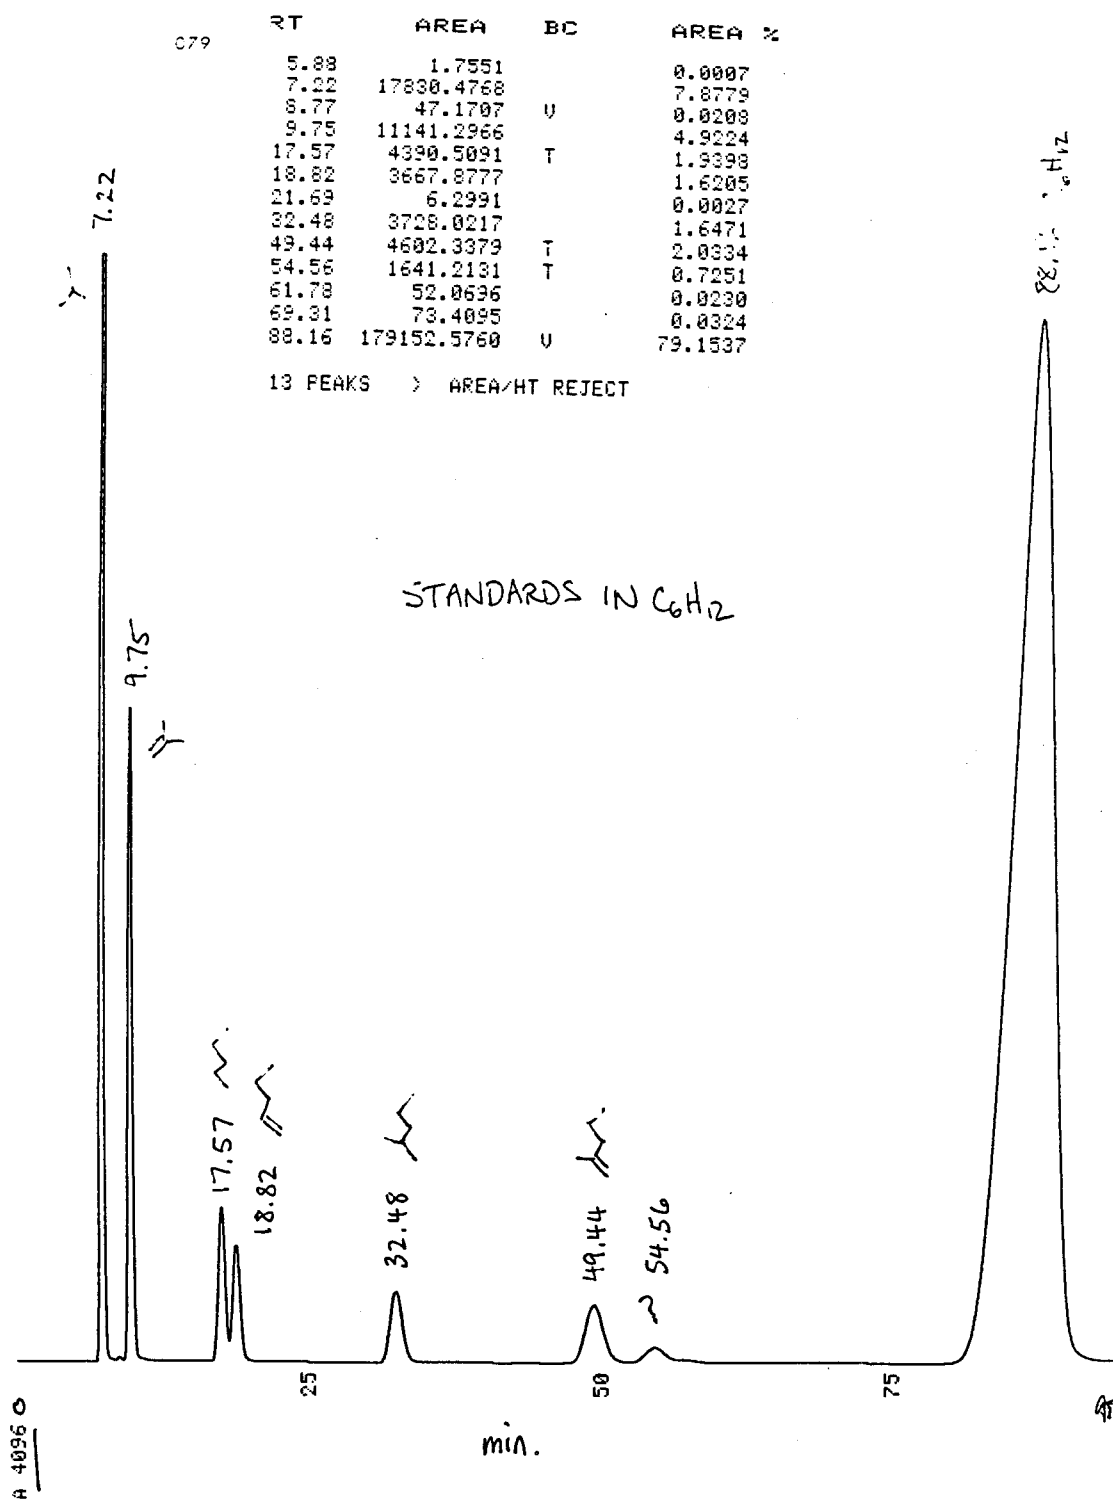 C79
RT AREA BC AREA %
5.88 1.7551 0.0007
7.22 17830.4768 7.8779
8.77 47.1707 V 0.0208
9.75 11141.2966 4.9224
17.57 4390.5091 T 1.9398
18.82 3667.8777 1.6205
21.69 6.2991 0.0027
32.48 3728.0217 1.6471
49.44 4602.3379 T 2.0334
54.56 1641.2131 T 0.7251
61.78 52.0696 0.0230
69.31 73.4095 0.0324
88.16 179152.5760 V 79.1537
13 PEAKS > AREA/HT REJECT
7.22
STANDARDS IN C6H12
9.75
17.57
18.82
32.48
49.44
?
54.56
25
50
75
min.
A 4096